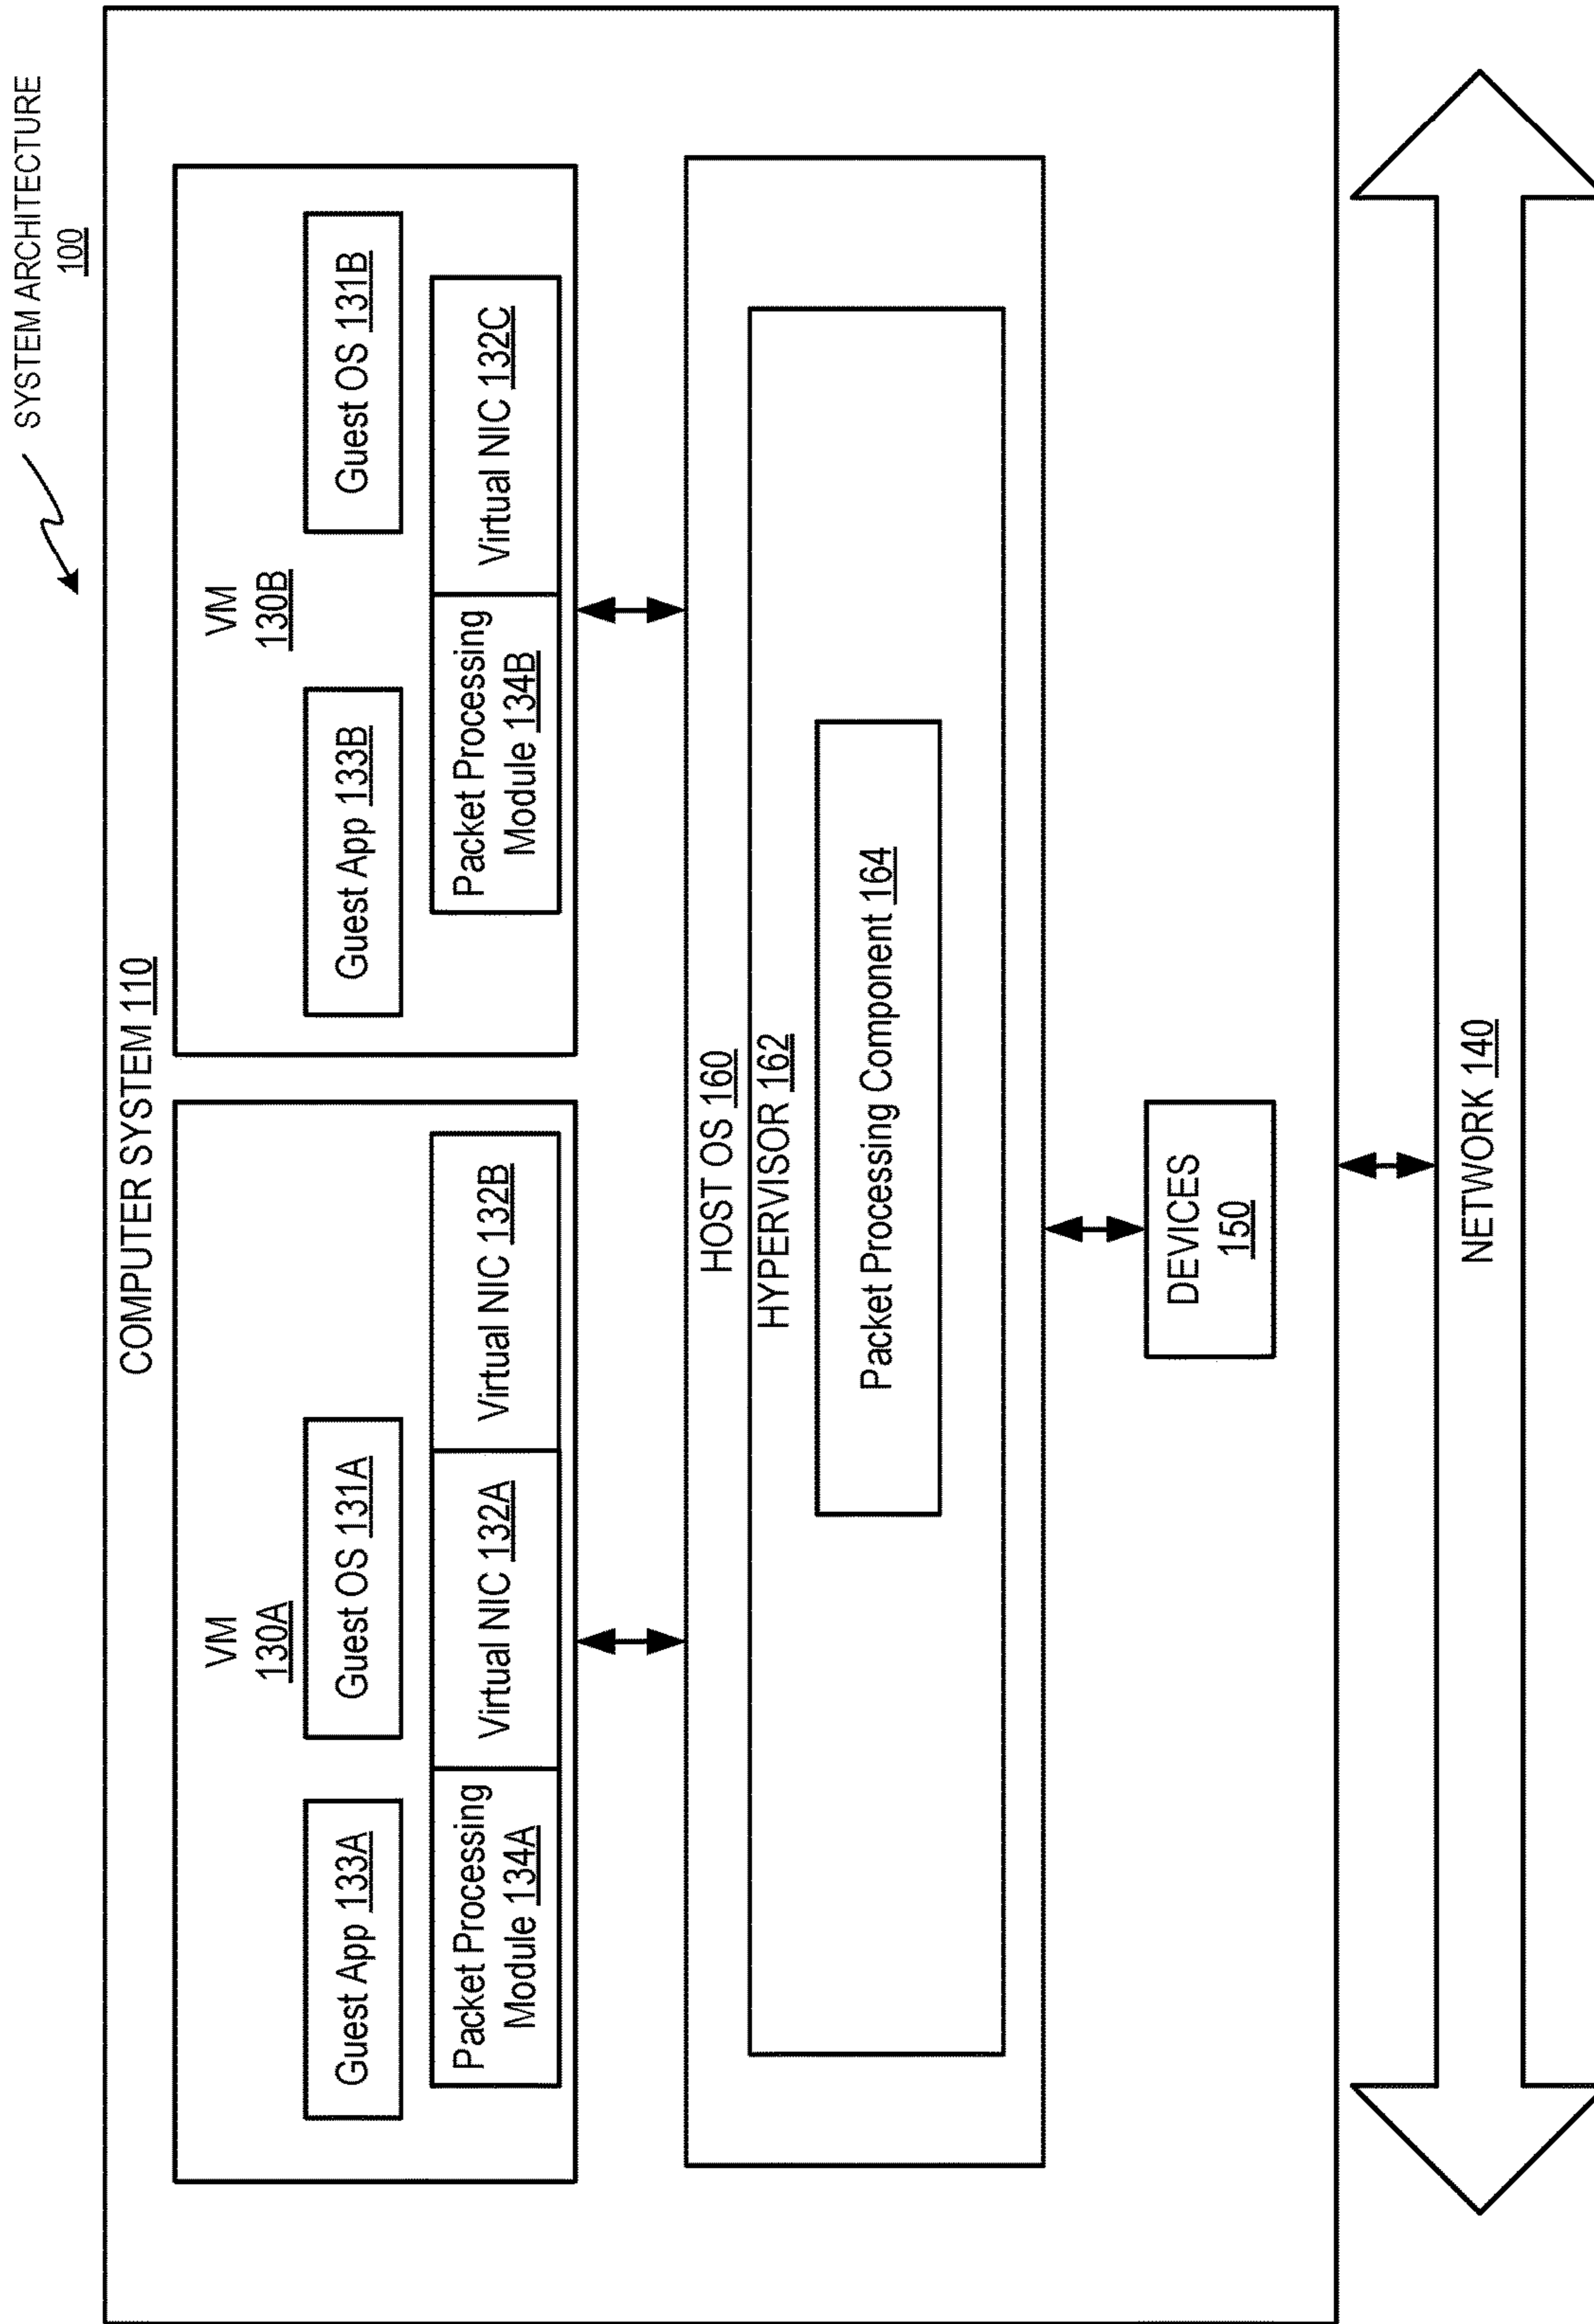 SYSTEM ARCHITECTURE
100
COMPUTER SYSTEM 110
VM
130A
Guest App 133A
Guest OS 131A
Packet Processing
Module 134A
Virtual NIC 132A
Virtual NIC 132B
VM
130B
Guest App 133B
Guest OS 131B
Packet Processing
Module 134B
Virtual NIC 132C
HOST OS 160
HYPERVISOR 162
Packet Processing Component 164
DEVICES
150
NETWORK 140